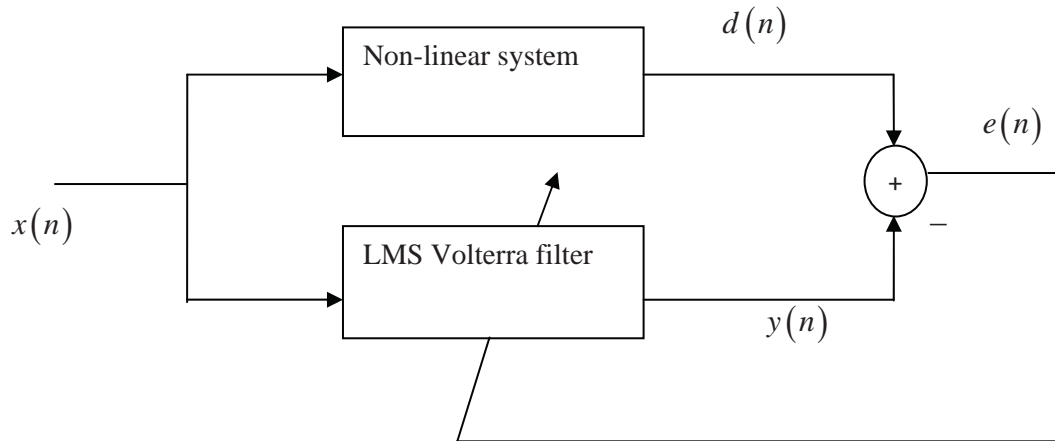 d(n)
Non-linear system
e(n)
+
x(n)
−
LMS Volterra filter
y(n)